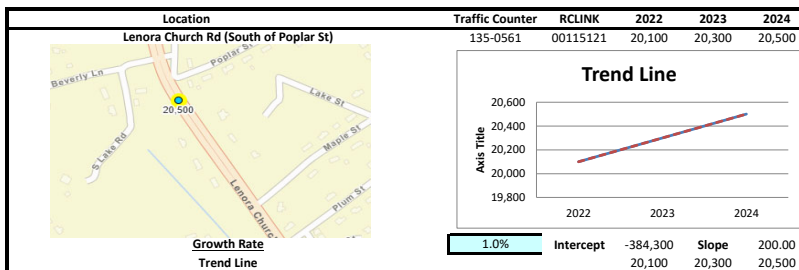 Location Traffic Counter RCLINK 2022 2023 2024
Lenora Church Rd (South of Poplar St) 135-0561 00115121 20,100 20,300 20,500
Poplar St
Beverly Ln
20,500
Lake St
S Lake Rd
Maple St
Lenora Church
Plum St
Trend Line
20,600
20,400
20,200
20,000
19,800
Axis Title
2022 2023 2024
Growth Rate 1.0% Intercept -384,300 Slope 200.00
Trend Line 20,100 20,300 20,500